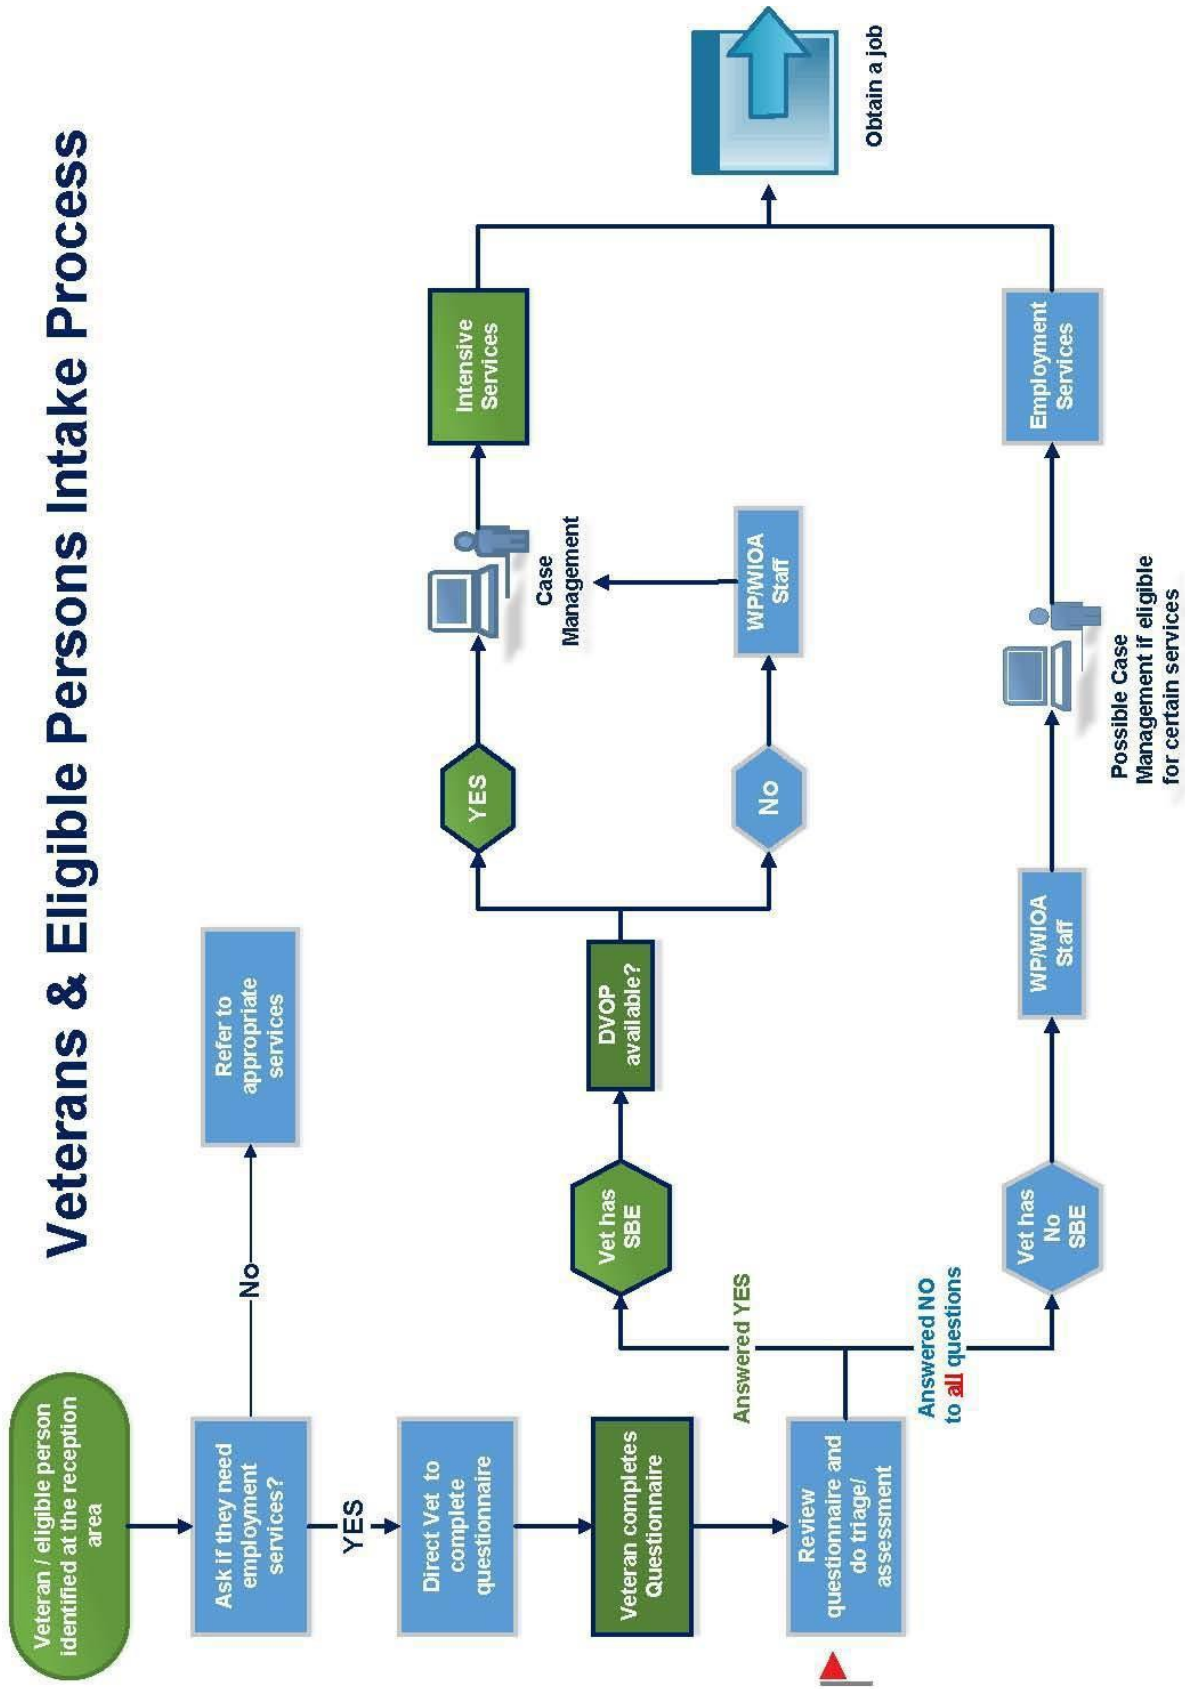 Veterans & Eligible Persons Intake Process
Veteran / eligible person
identified at the reception
area
Ask if they need
employment
services?
No
Refer to
appropriate
services
YES
Direct Vet to
complete
questionnaire
Veteran completes
Questionnaire
Review
questionnaire and
do triage/
assessment
Answered YES
Answered NO
to all questions
Vet has
SBE
DVOP
available?
YES
Case
Management
Intensive
Services
No
WP/WIOA
Staff
Vet has
No
SBE
WP/WIOA
Staff
Possible Case
Management if eligible
for certain services
Employment
Services
Obtain a job